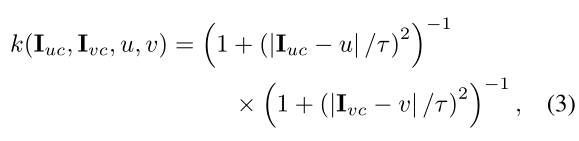 k(I_{uc}, I_{vc}, u, v) = (1 + (|I_{uc} − u| /τ)^2)^{−1}
× (1 + (|I_{vc} − v| /τ)^2)^{−1}, (3)